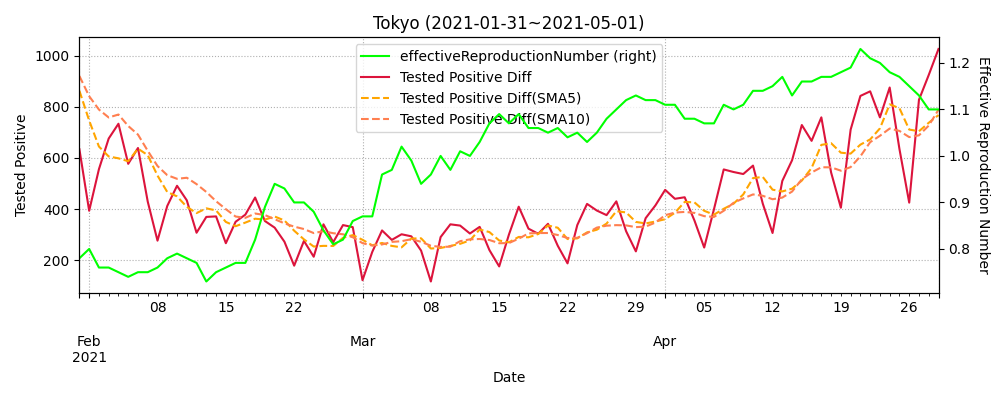 Tokyo (2021-01-31~2021-05-01)
effectiveReproductionNumber (right)
Tested Positive Diff
Tested Positive Diff(SMA5)
Tested Positive Diff(SMA10)
Tested Positive
1000
800
600
400
200
Effective Reproduction Number
1.2
1.1
1.0
0.9
0.8
08 15 22 08 15 22 29 05 12 19 26
Feb Mar Apr
2021
Date